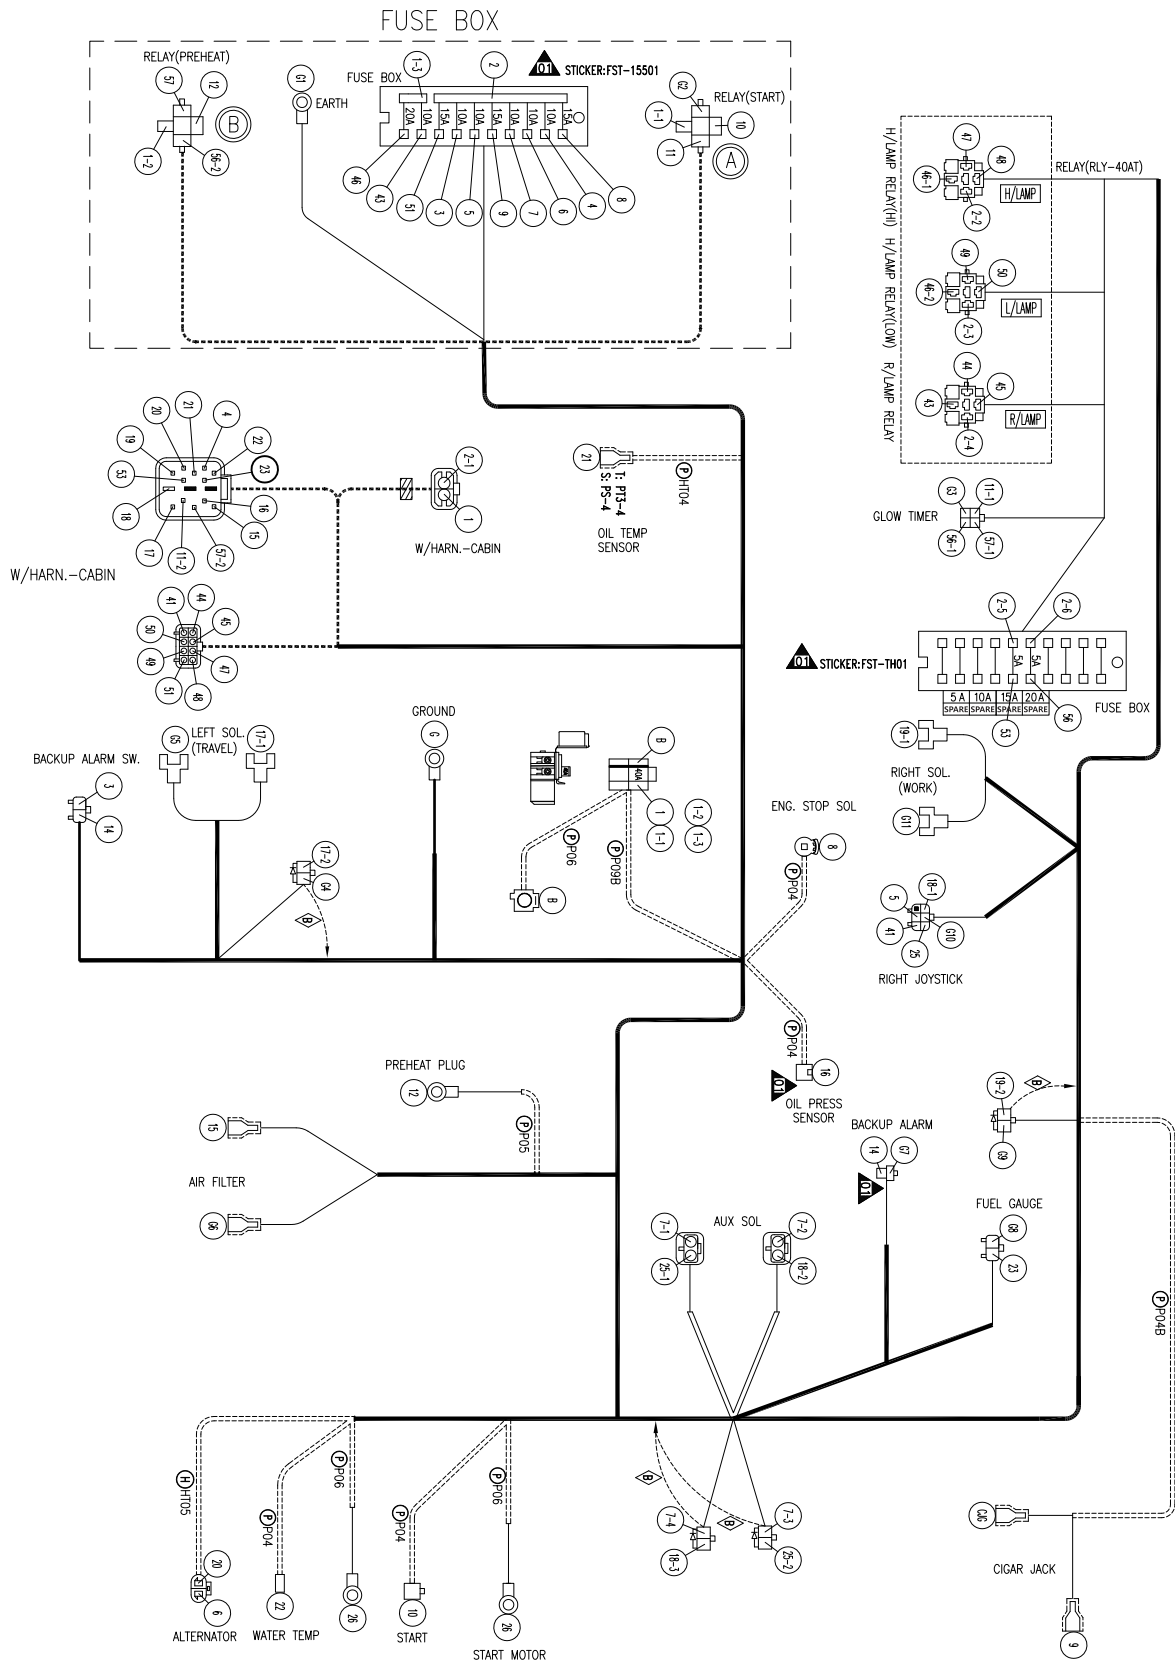 FUSE BOX
RELAY(PREHEAT)
57
12
1-2
56-2
B
G1
EARTH
FUSE BOX
1-3
2
01
STICKER:FST-15501
20A
10A
15A
10A
10A
15A
10A
10A
10A
15A
46
43
51
3
5
9
7
6
4
8
G2
RELAY(START)
1-1
10
11
A
47
48
RELAY(RLY-40AT)
46-1
H/LAMP
2-2
H/LAMP RELAY(HI)
49
50
46-2
L/LAMP
2-3
H/LAMP RELAY(LOW)
44
45
43
R/LAMP
2-4
R/LAMP RELAY
G3
11-1
GLOW TIMER
56-1
57-1
2-5
2-6
01
STICKER:FST-TH01
5A
5A
5A
10A
15A
20A
SPARE
SPARE
SPARE
SPARE
53
56
FUSE BOX
20
21
4
19
22
53
23
18
16
17
15
11-2
57-2
W/HARN.-CABIN
2-1
1
W/HARN.-CABIN
21
T: PT3-4
S: PS-4
P
HT04
OIL TEMP
SENSOR
41
44
50
45
49
47
51
48
G5
LEFT SOL.
(TRAVEL)
17-1
BACKUP ALARM SW.
3
14
17-2
G4
B
GROUND
G
B
40A
1
1-2
1-1
1-3
P
P06
P
P09B
B
ENG. STOP SOL
8
P
P04
19-1
RIGHT SOL.
(WORK)
G11
18-1
5
41
G10
25
RIGHT JOYSTICK
P
P04
16
01
OIL PRESS
SENSOR
PREHEAT PLUG
12
P
P05
15
AIR FILTER
G6
BACKUP ALARM
14
G7
01
19-2
G9
B
FUEL GAUGE
G8
23
P
P04B
AUX SOL
7-1
25-1
7-2
18-2
P
P06
H
HT05
P
P04
P
P04
P
P06
B
B
7-4
18-3
7-3
25-2
CJG
CIGAR JACK
9
20
6
ALTERNATOR
22
WATER TEMP
26
10
START
26
START MOTOR